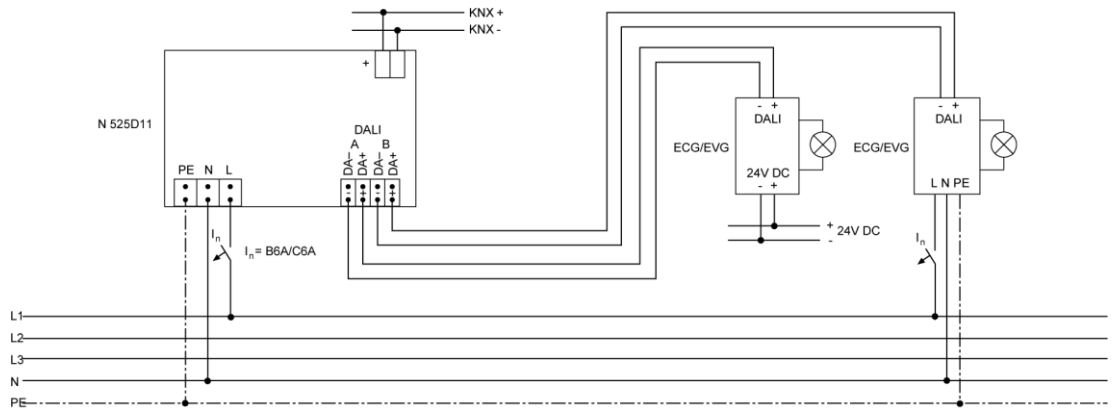 KNX +
KNX -
+
N 525D11
DALI
A B
DA– DA+ DA– DA+
- + - +
PE N L
In
In= B6A/C6A
- +
DALI
ECG/EVG
24V DC
- +
+
24V DC
-
- +
DALI
ECG/EVG
L N PE
In
L1
L2
L3
N
PE